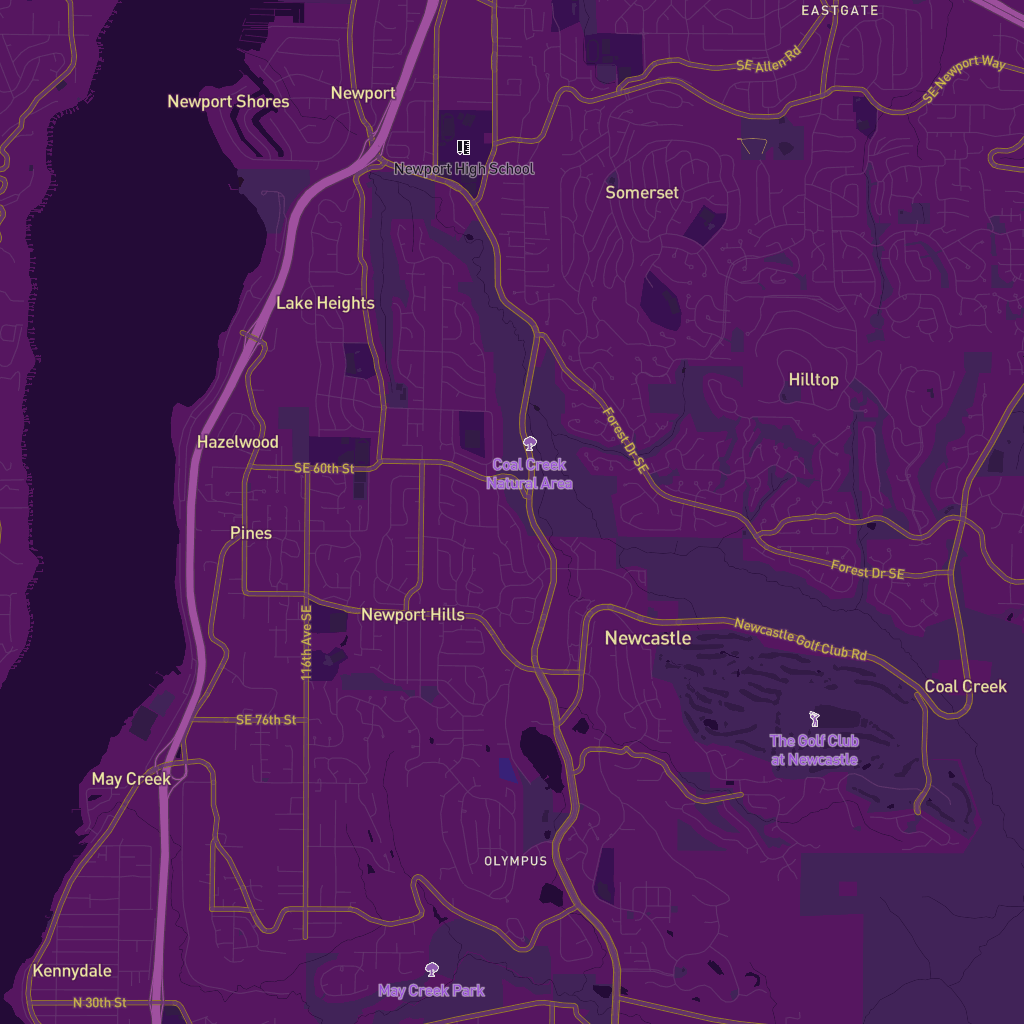 EASTGATE
SE Allen Rd
SE Newport Way
Newport
Newport Shores
Newport High School
Somerset
Lake Heights
Hilltop
Forest Dr SE
Hazelwood
Coal Creek
Natural Area
SE 60th St
Pines
Forest Dr SE
Newport Hills
116th Ave SE
Newcastle
Newcastle Golf Club Rd
Coal Creek
SE 76th St
The Golf Club
at Newcastle
May Creek
OLYMPUS
Kennydale
May Creek Park
N 30th St